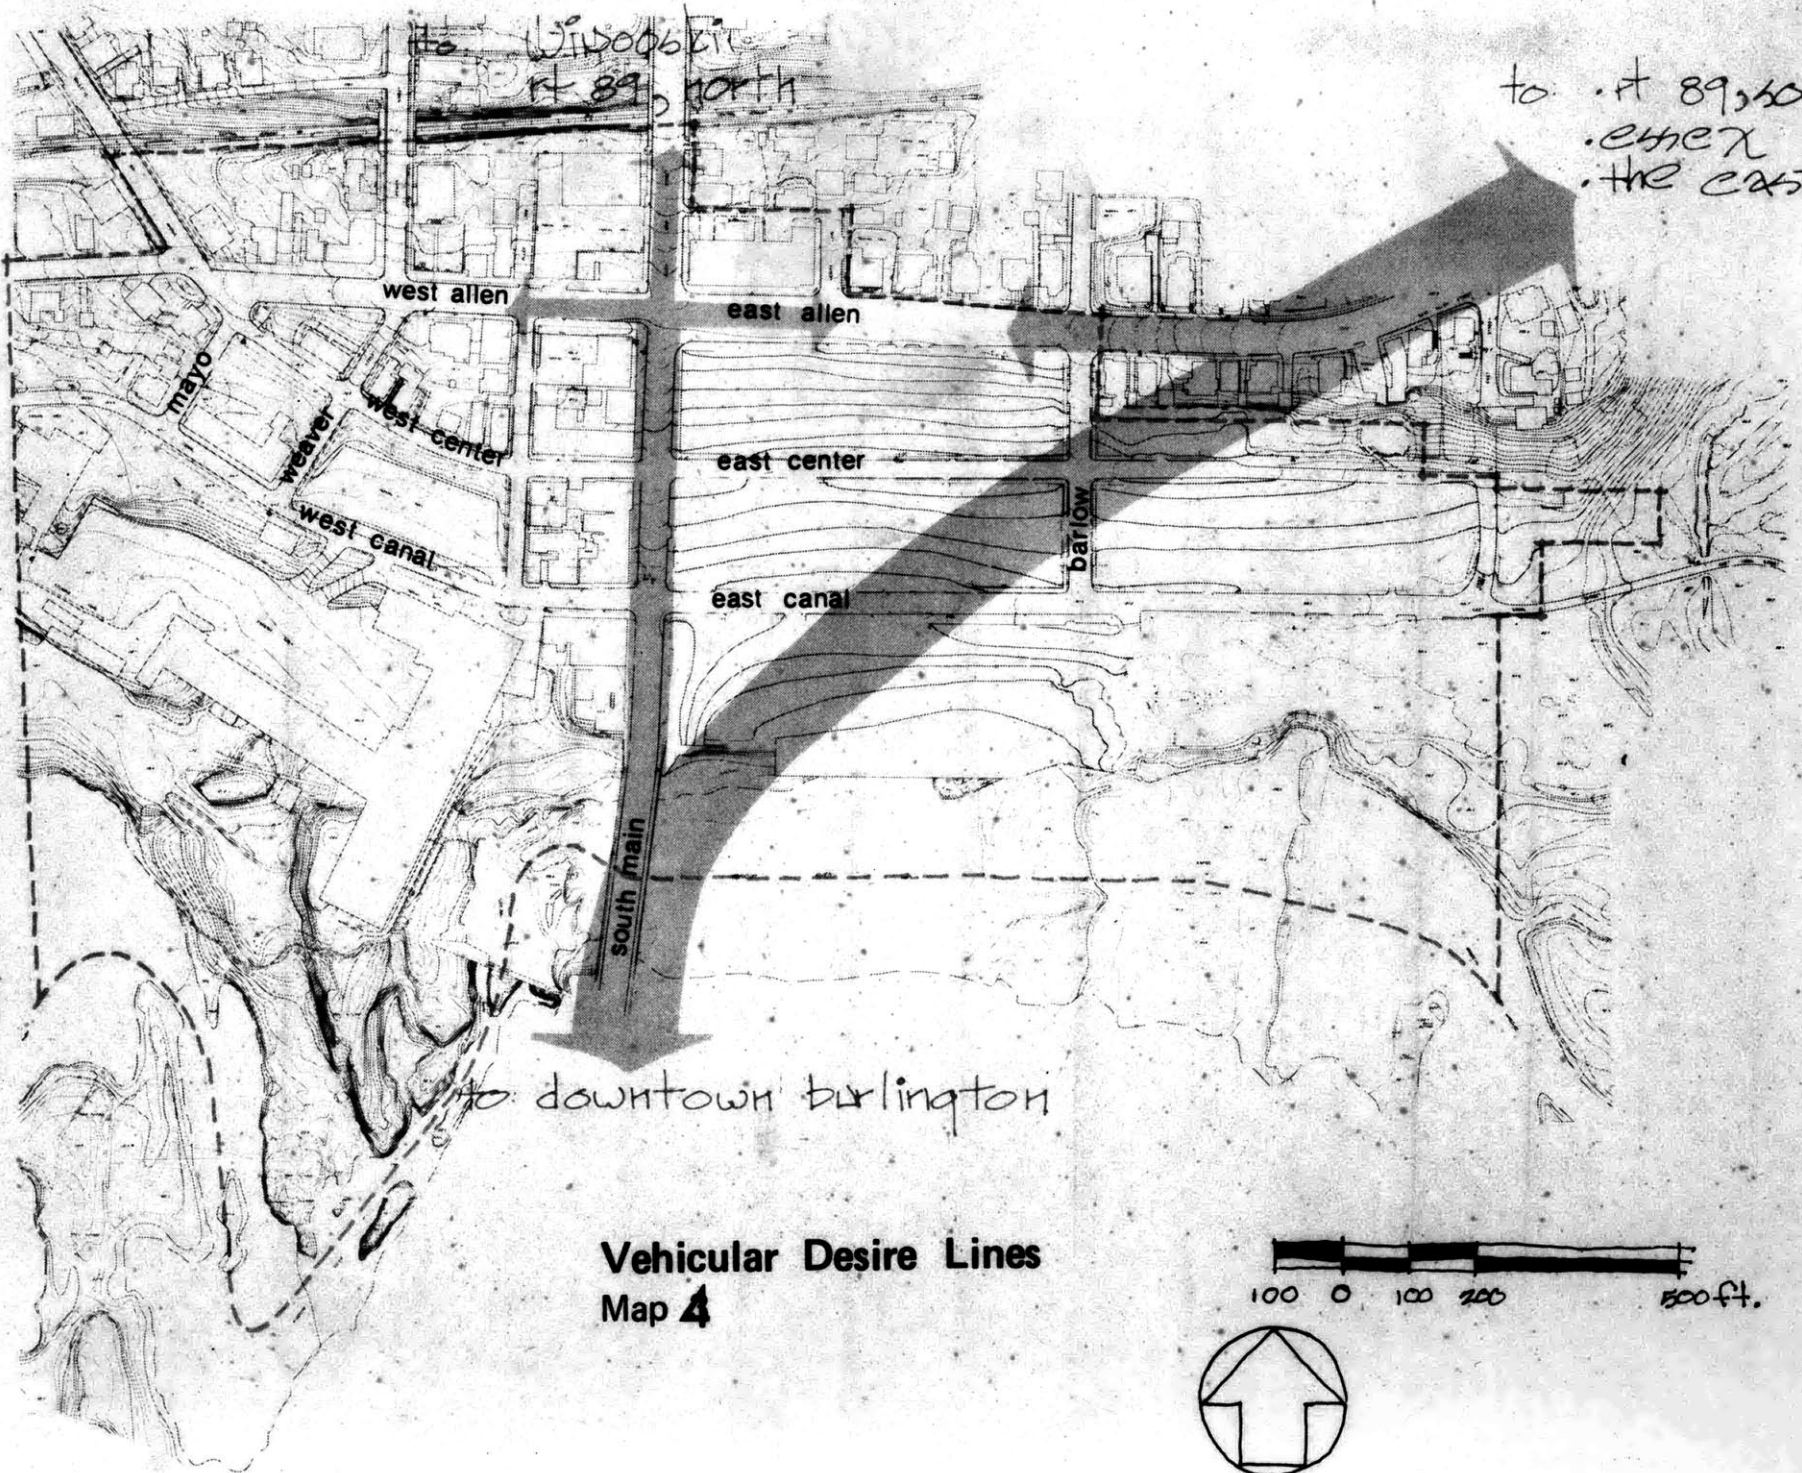 to winooski
rt 89, north
to: . rt 89, so
. essex
. the eas
west allen
east allen
mayo
weaver
west center
east center
west canal
barlow
east canal
south main
to: downtown burlington
Vehicular Desire Lines
Map 4
100 0 100 200 500 ft.